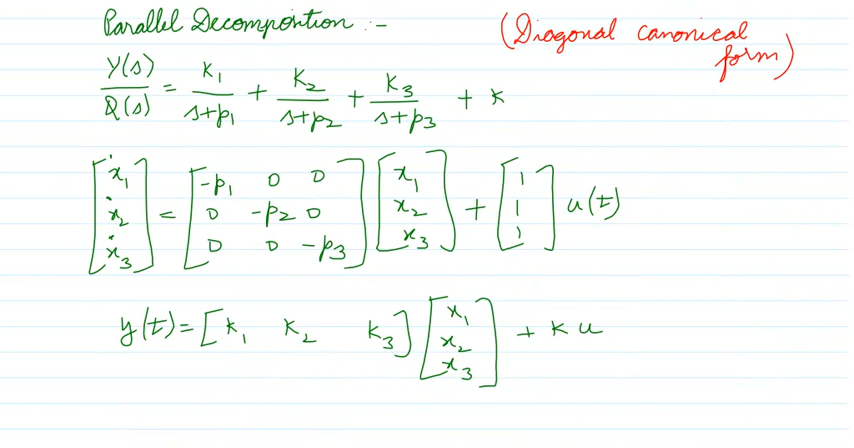 Parallel Decomposition :-
(Diagonal canonical form)
Y(s)/Q(s) = K1/(s+p1) + K2/(s+p2) + K3/(s+p3) + K
[ẋ1 ẋ2 ẋ3] = [-p1 0 0 0 -p2 0 0 0 -p3] [x1 x2 x3] + [1 1 1] u(t)
y(t) = [K1 K2 K3] [x1 x2 x3] + K u